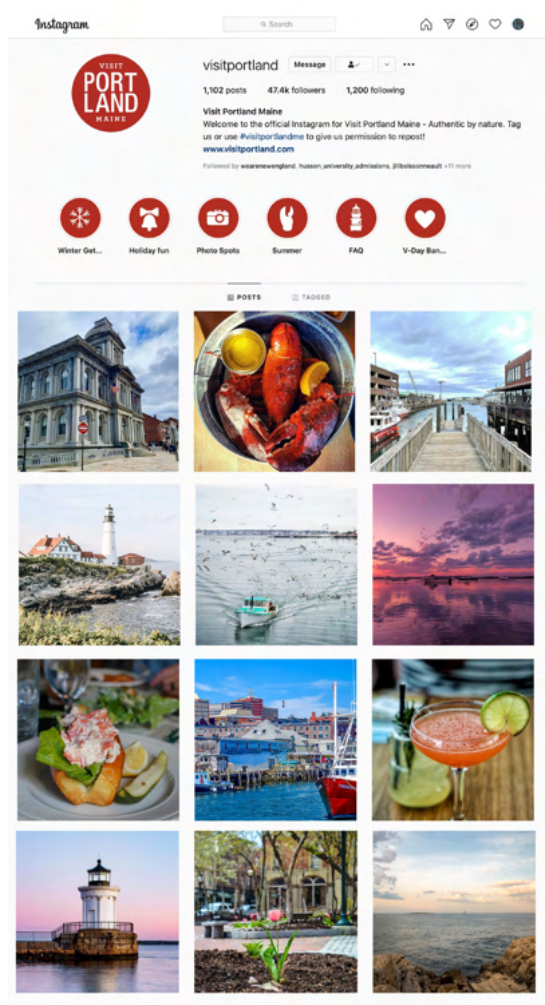 Instagram
Search
VISIT
PORT
LAND
MAINE
visitportland Message
1,102 posts 47.4k followers 1,200 following
Visit Portland Maine
Welcome to the official Instagram for Visit Portland Maine – Authentic by nature. Tag
us or use #visitportlandme to give us permission to repost!
www.visitportland.com
Followed by wearenewengland, husson_university_admissions, jillboissonneault +11 more
Winter Get... Holiday fun Photo Spots Summer FAQ V-Day Ban...
POSTS TAGGED